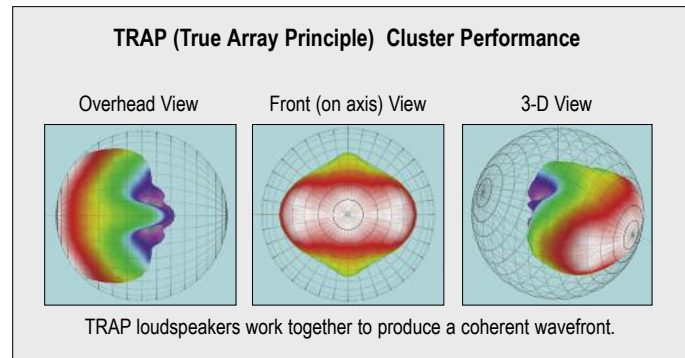 TRAP (True Array Principle)  Cluster Performance
Overhead View
Front (on axis) View
3-D View
TRAP loudspeakers work together to produce a coherent wavefront.